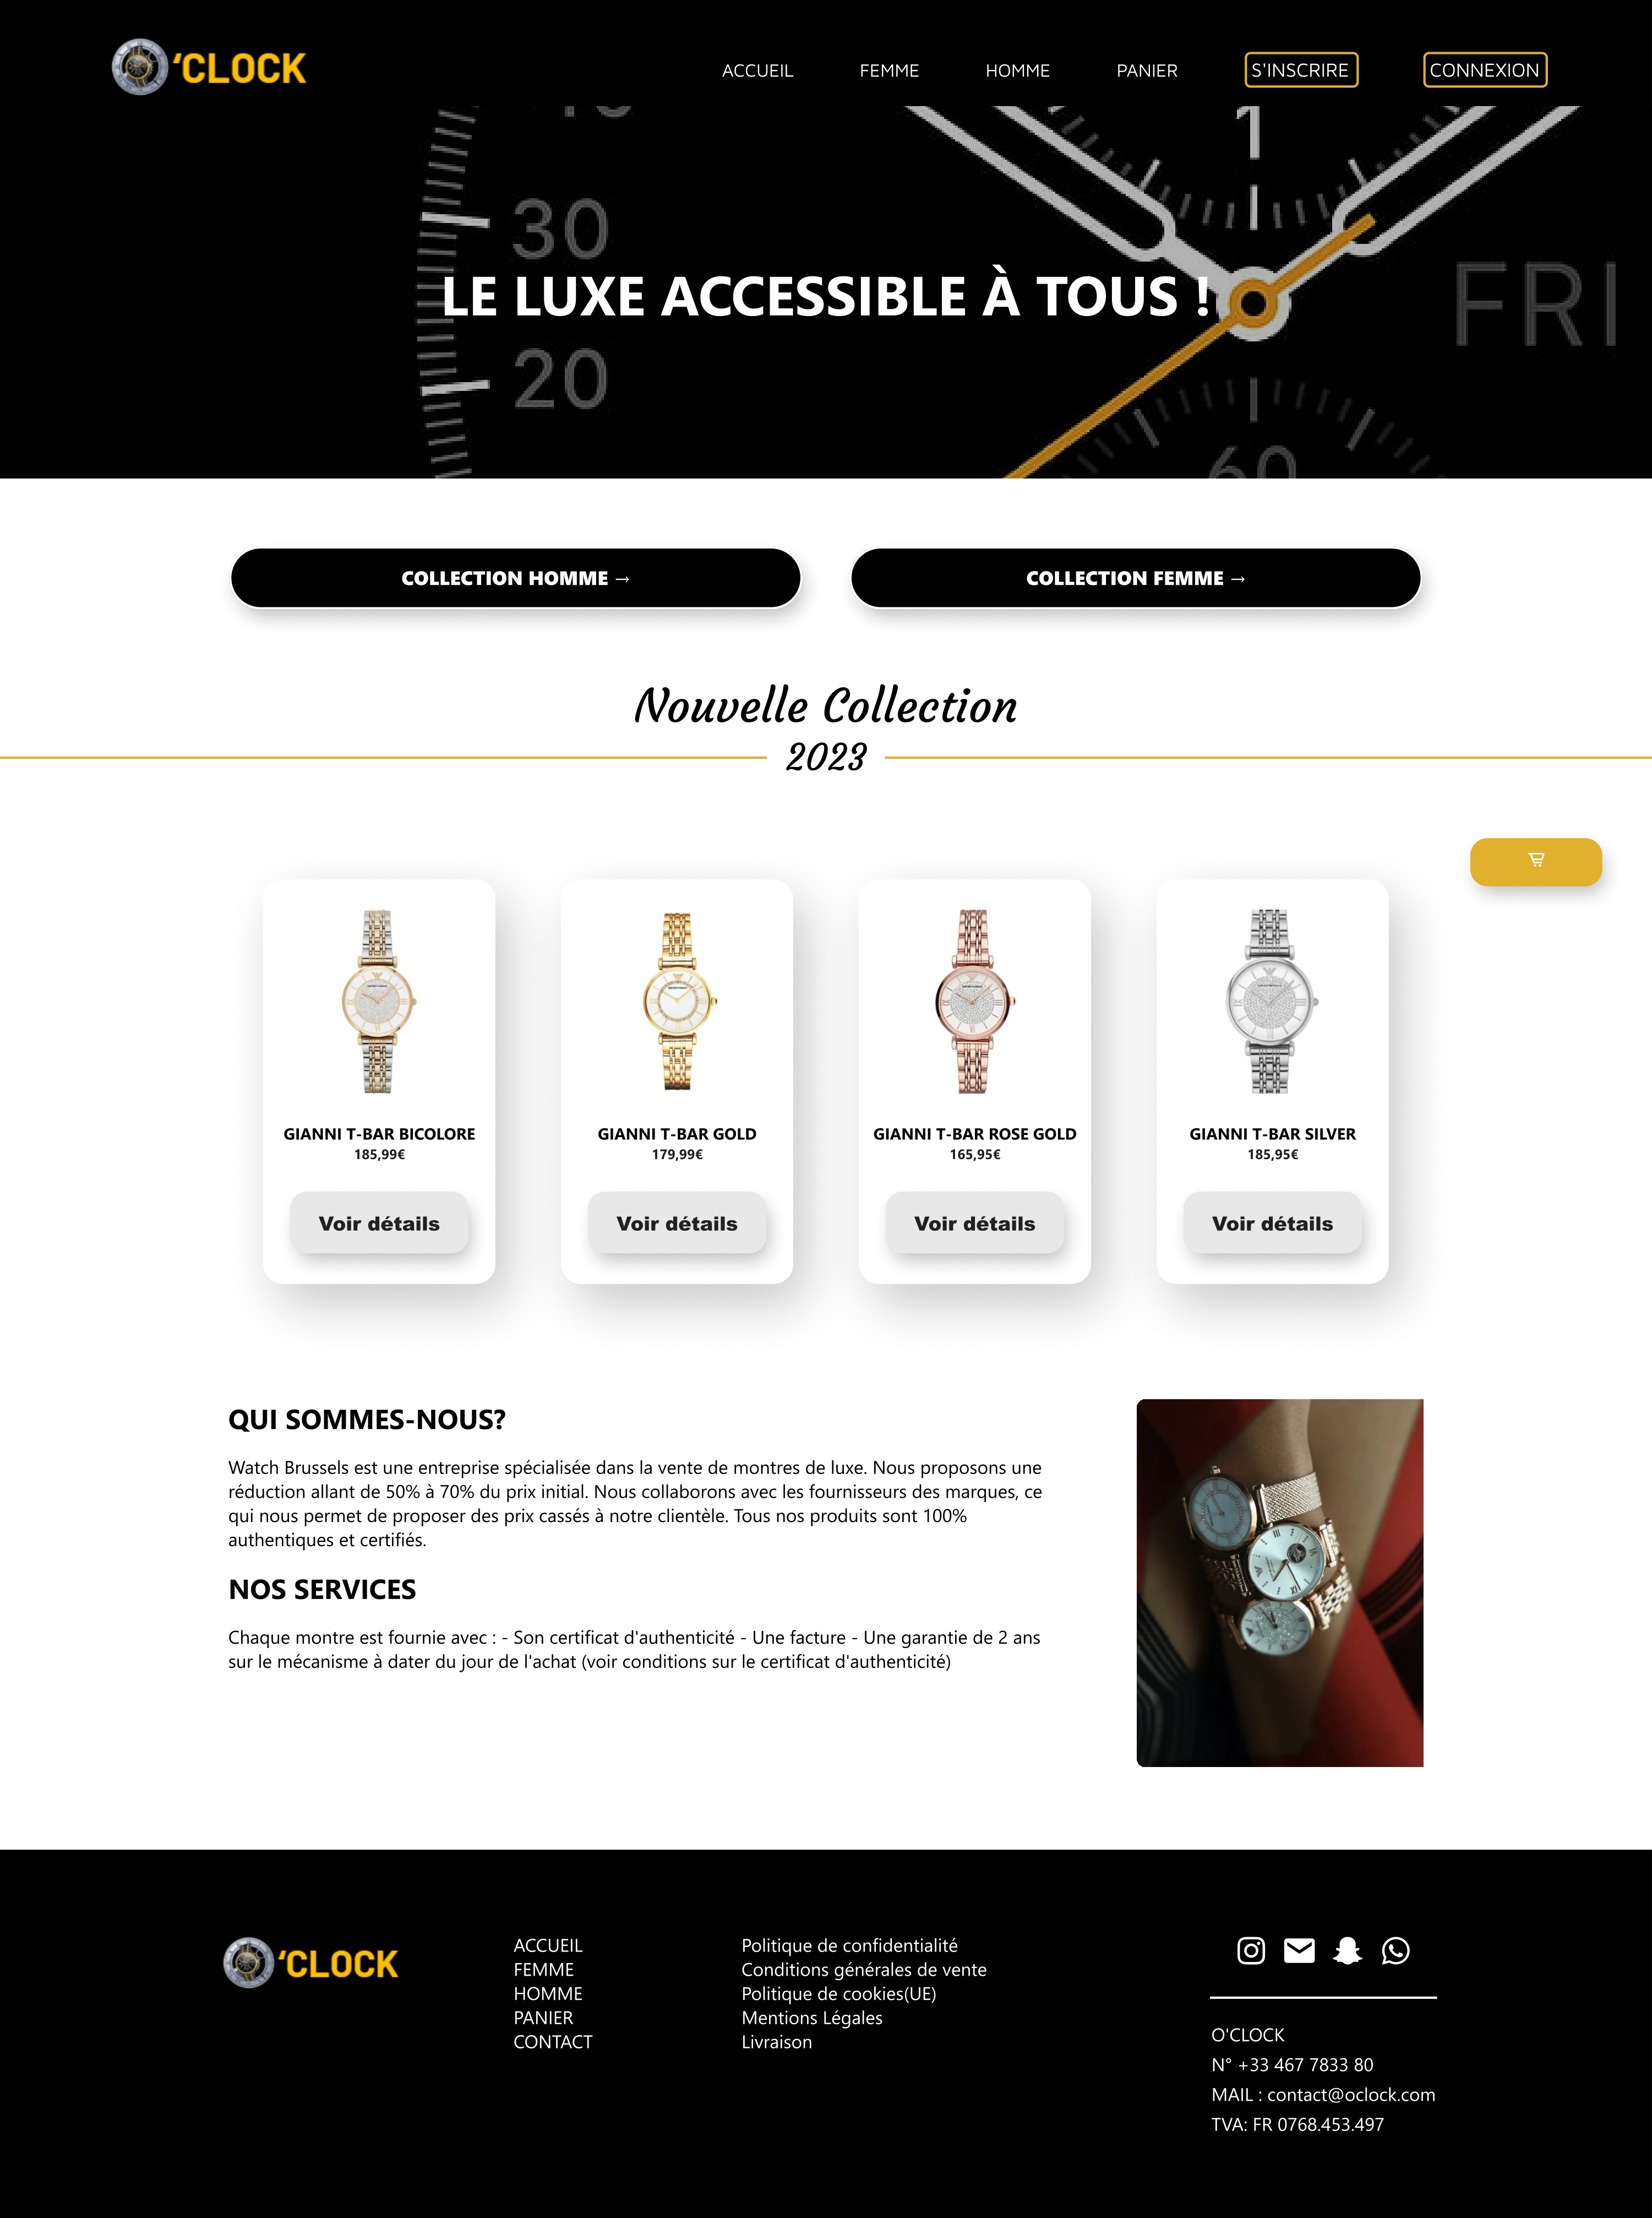 'CLOCK
ACCUEIL
FEMME
HOMME
PANIER
S'INSCRIRE
CONNEXION
1
30
FRI
LE LUXE ACCESSIBLE À TOUS !
20
60
COLLECTION HOMME →
COLLECTION FEMME →
Nouvelle Collection
2023
GIANNI T-BAR BICOLORE
185,99€
Voir détails
GIANNI T-BAR GOLD
179,99€
Voir détails
GIANNI T-BAR ROSE GOLD
165,95€
Voir détails
GIANNI T-BAR SILVER
185,95€
Voir détails
QUI SOMMES-NOUS?
Watch Brussels est une entreprise spécialisée dans la vente de montres de luxe. Nous proposons une
réduction allant de 50% à 70% du prix initial. Nous collaborons avec les fournisseurs des marques, ce
qui nous permet de proposer des prix cassés à notre clientèle. Tous nos produits sont 100%
authentiques et certifiés.
NOS SERVICES
Chaque montre est fournie avec : - Son certificat d'authenticité - Une facture - Une garantie de 2 ans
sur le mécanisme à dater du jour de l'achat (voir conditions sur le certificat d'authenticité)
'CLOCK
ACCUEIL
FEMME
HOMME
PANIER
CONTACT
Politique de confidentialité
Conditions générales de vente
Politique de cookies(UE)
Mentions Légales
Livraison
O'CLOCK
N° +33 467 7833 80
MAIL : contact@oclock.com
TVA: FR 0768.453.497